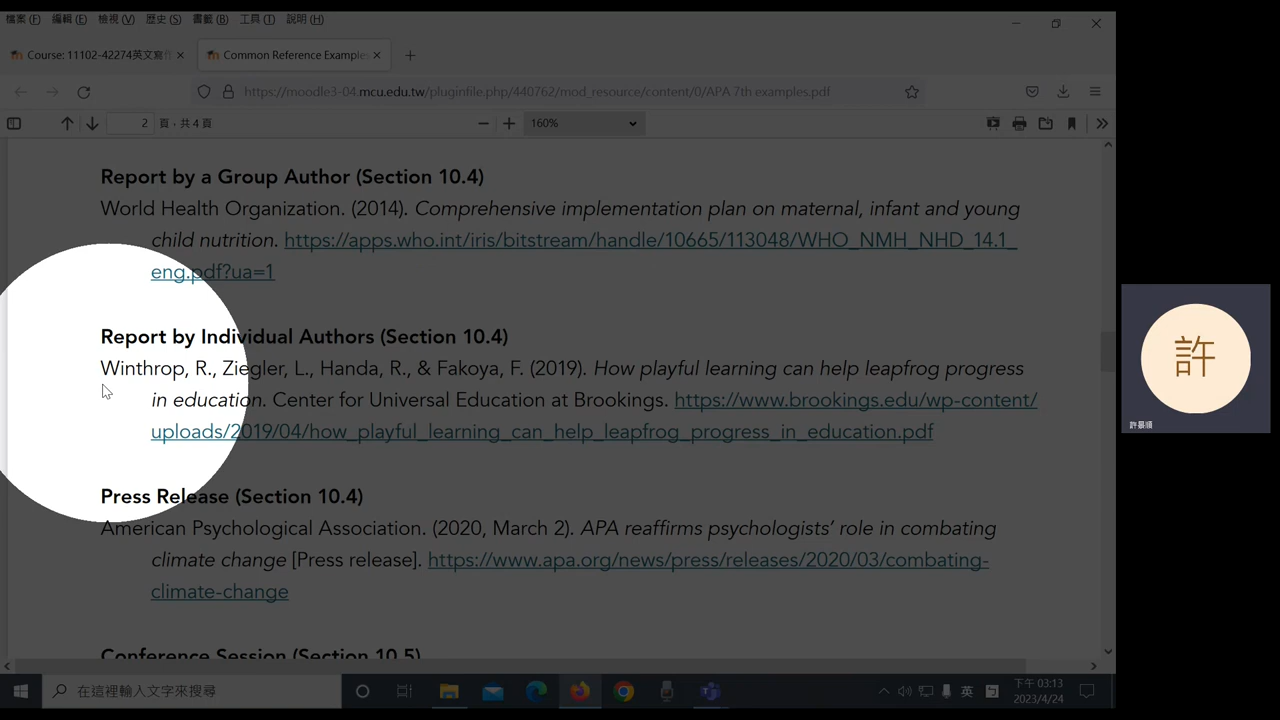 檔案 (F) 編輯 (E) 檢視 (V) 歷史 (S) 書籤 (B) 工具 (T) 說明 (H)
Course: 11102-42274英文寫作
Common Reference Examples
https://moodle3-04.mcu.edu.tw/pluginfile.php/440762/mod_resource/content/0/APA 7th examples.pdf
2 頁，共 4 頁
160%
Report by a Group Author (Section 10.4)
World Health Organization. (2014). Comprehensive implementation plan on maternal, infant and young
child nutrition. https://apps.who.int/iris/bitstream/handle/10665/113048/WHO_NMH_NHD_14.1_
eng.pdf?ua=1
Report by Individual Authors (Section 10.4)
Winthrop, R., Ziegler, L., Handa, R., & Fakoya, F. (2019). How playful learning can help leapfrog progress
in education. Center for Universal Education at Brookings. https://www.brookings.edu/wp-content/
uploads/2019/04/how_playful_learning_can_help_leapfrog_progress_in_education.pdf
許
許景順
Press Release (Section 10.4)
American Psychological Association. (2020, March 2). APA reaffirms psychologists’ role in combating
climate change [Press release]. https://www.apa.org/news/press/releases/2020/03/combating-
climate-change
Conference Session (Section 10.5)
在這裡輸入文字來搜尋
英
下午 03:13
2023/4/24